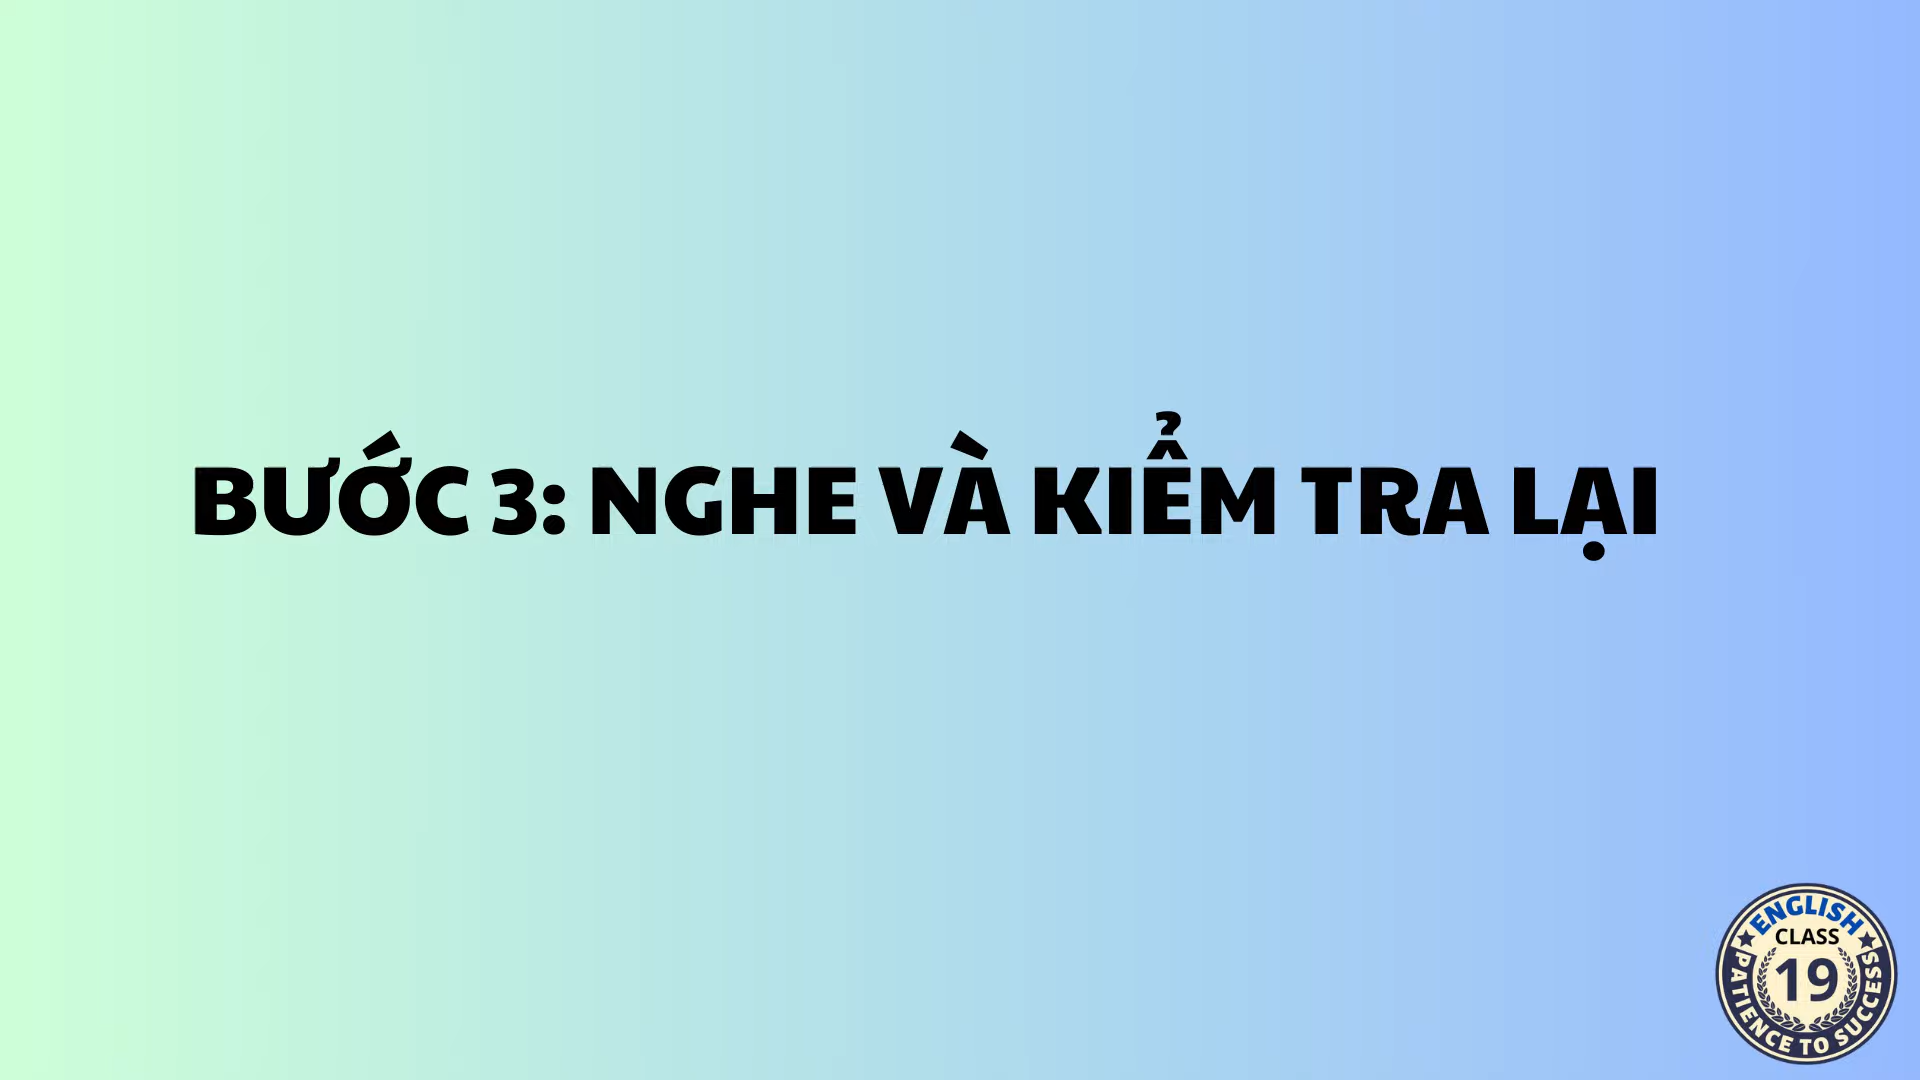 BƯỚC 3: NGHE VÀ KIỂM TRA LẠI
ENGLISH
CLASS
19
PATIENCE TO SUCCESS